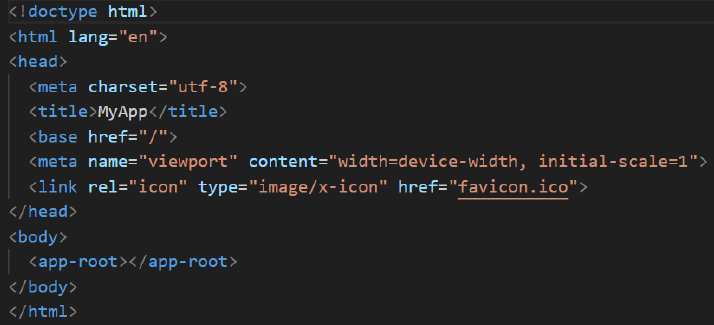 <!doctype html>
<html lang="en">
<head>
  <meta charset="utf-8">
  <title>MyApp</title>
  <base href="/">
  <meta name="viewport" content="width=device-width, initial-scale=1">
  <link rel="icon" type="image/x-icon" href="favicon.ico">
</head>
<body>
  <app-root></app-root>
</body>
</html>